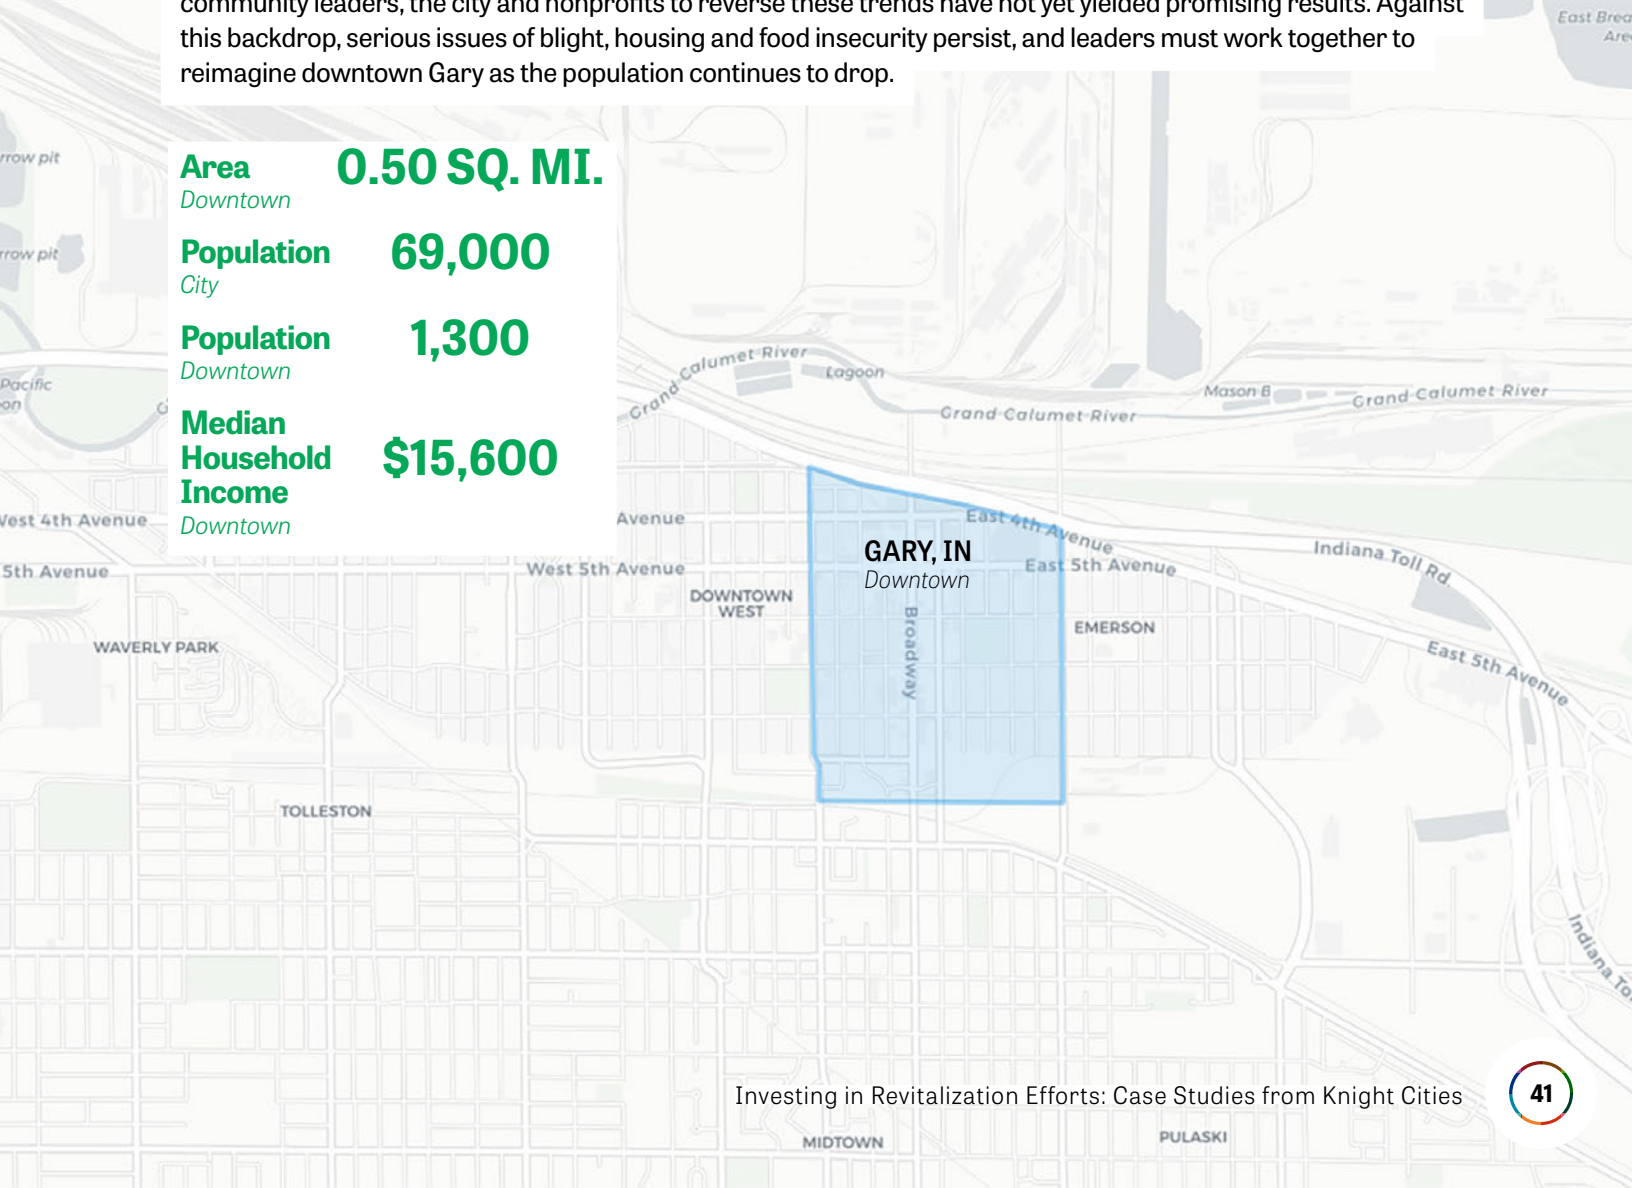 community leaders, the city and nonprofits to reverse these trends have not yet yielded promising results. Against
this backdrop, serious issues of blight, housing and food insecurity persist, and leaders must work together to
reimagine downtown Gary as the population continues to drop.
East
Area
rrow pit
rrow pit
Area
Downtown
0.50 SQ. MI.
Population
City
69,000
Population
Downtown
1,300
Median
Household
Income
Downtown
$15,600
Pacific
Grand Calumet River
Lagoon
Grand Calumet River
Mason B
Grand Calumet River
West 4th Avenue
Avenue
East 4th Avenue
5th Avenue
West 5th Avenue
East 5th Avenue
Indiana Toll Rd
GARY, IN
Downtown
DOWNTOWN
WEST
Broadway
EMERSON
WAVERLY PARK
East 5th Avenue
TOLLESTON
Indiana To
Investing in Revitalization Efforts: Case Studies from Knight Cities
41
MIDTOWN
PULASKI